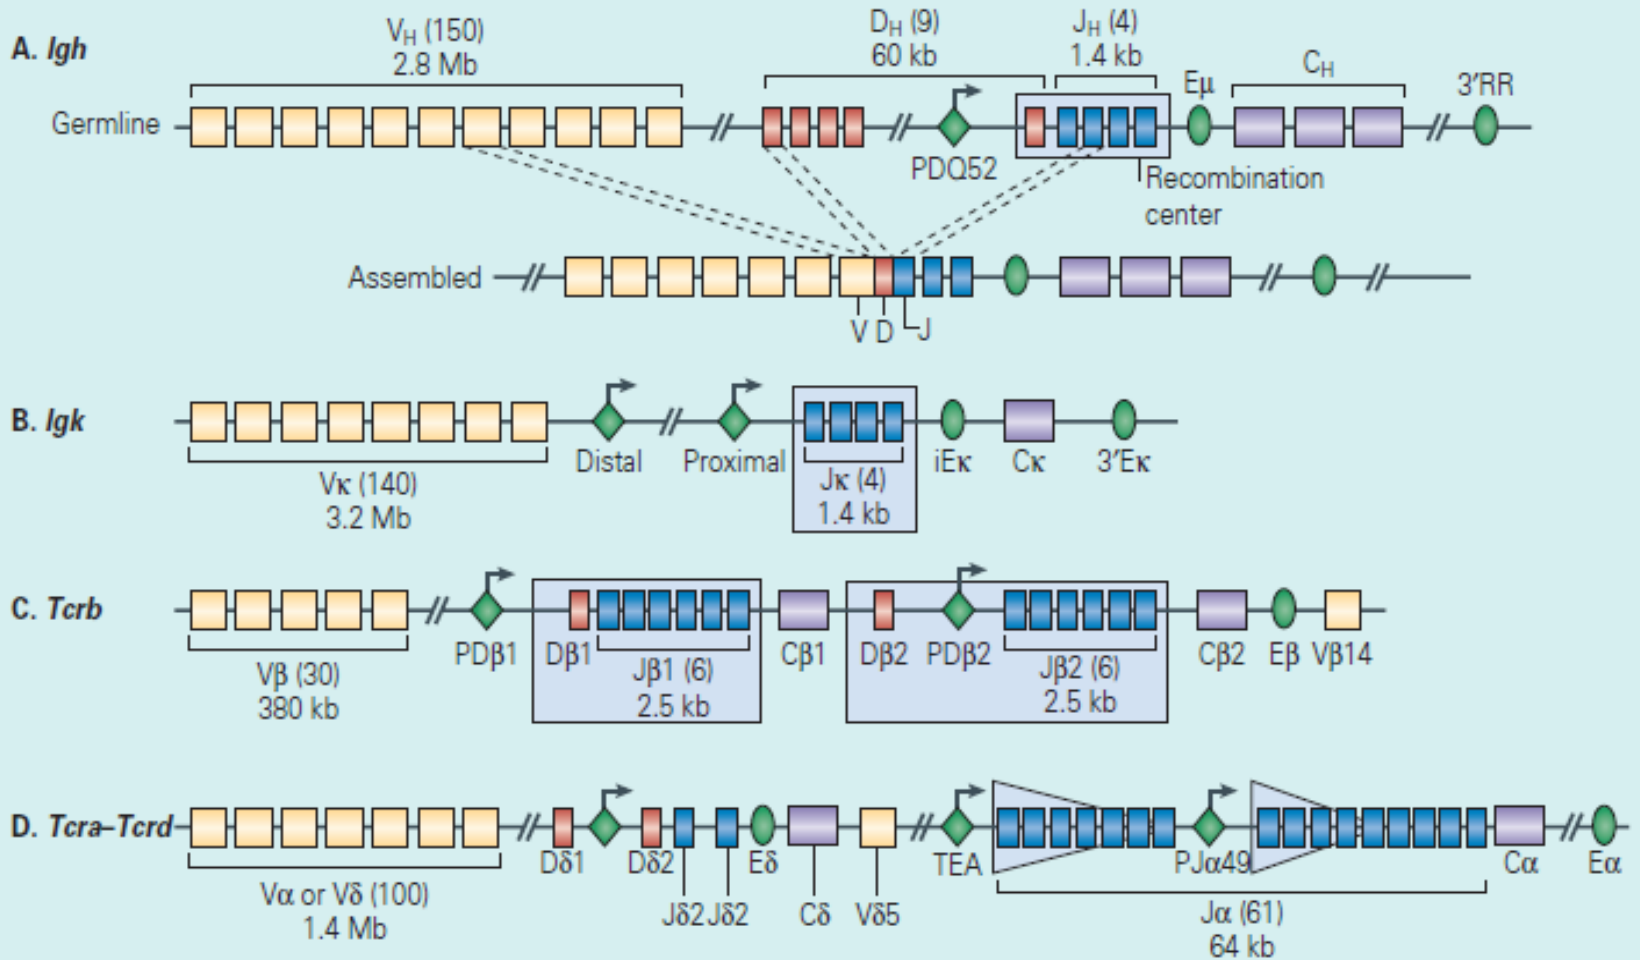 A. Igh
V_H (150)
2.8 Mb
D_H (9)
60 kb
J_H (4)
1.4 kb
Eμ
C_H
3′RR
Germline
PDQ52
Recombination
center
Assembled
V D J
B. Igk
Distal
Proximal
iEκ
Cκ
3′Eκ
Vκ (140)
3.2 Mb
Jκ (4)
1.4 kb
C. Tcrb
PDβ1
Dβ1
Cβ1
Dβ2
PDβ2
Cβ2
Eβ
Vβ14
Vβ (30)
380 kb
Jβ1 (6)
2.5 kb
Jβ2 (6)
2.5 kb
D. Tcra–Tcrd
Dδ1
Dδ2
Eδ
TEA
PJα49
Cα
Eα
Vα or Vδ (100)
1.4 Mb
Jδ2
Jδ2
Cδ
Vδ5
Jα (61)
64 kb